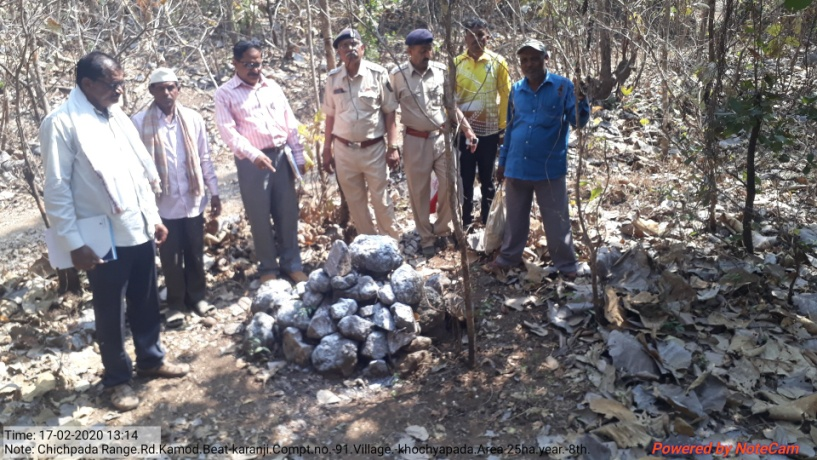 Time: 17-02-2020 13:14
Note: Chichpada Range.Rd.Kamod.Beat-karanji.Compt.no.-91.Village.-khochyapada.Area-25ha.year.-8th.
Powered by NoteCam